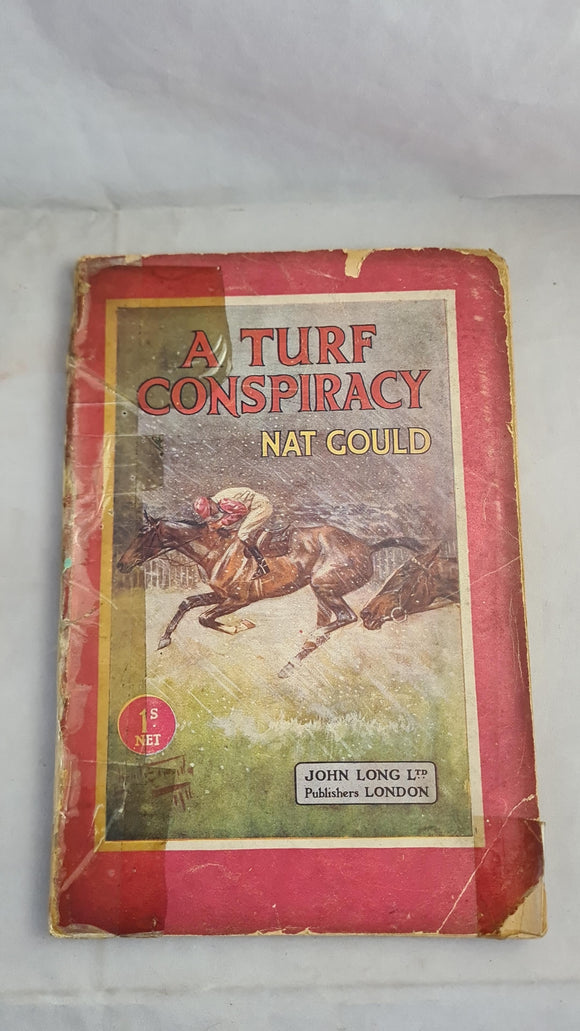 A TURF
CONSPIRACY
NAT GOULD
1S
NET
JOHN LONG LTD
Publishers LONDON